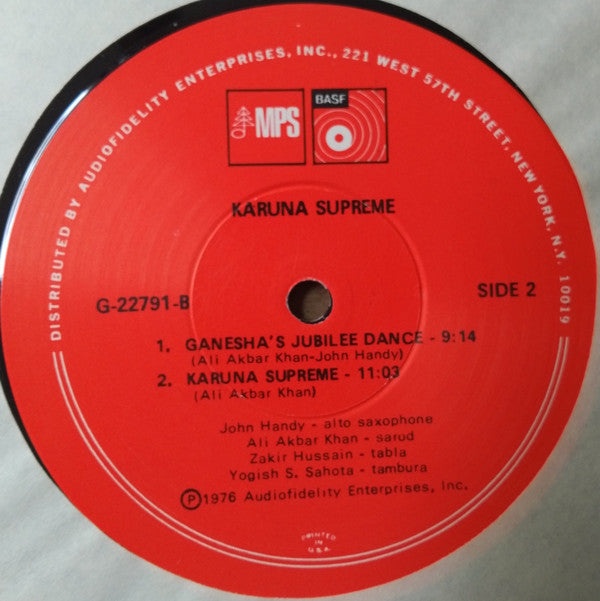 DISTRIBUTED BY AUDIOFIDELITY ENTERPRISES, INC., 221 WEST 57TH STREET, NEW YORK, N.Y. 10019
MPS
BASF
KARUNA SUPREME
G-22791-B
SIDE 2
1. GANESHA'S JUBILEE DANCE - 9:14
(Ali Akbar Khan-John Handy)
2. KARUNA SUPREME - 11:03
(Ali Akbar Khan)
John Handy - alto saxophone
Ali Akbar Khan - sarod
Zakir Hussain - tabla
Yogish S. Sahota - tambura
Ⓟ1976 Audiofidelity Enterprises, Inc.
PRINTED
IN
U.S.A.